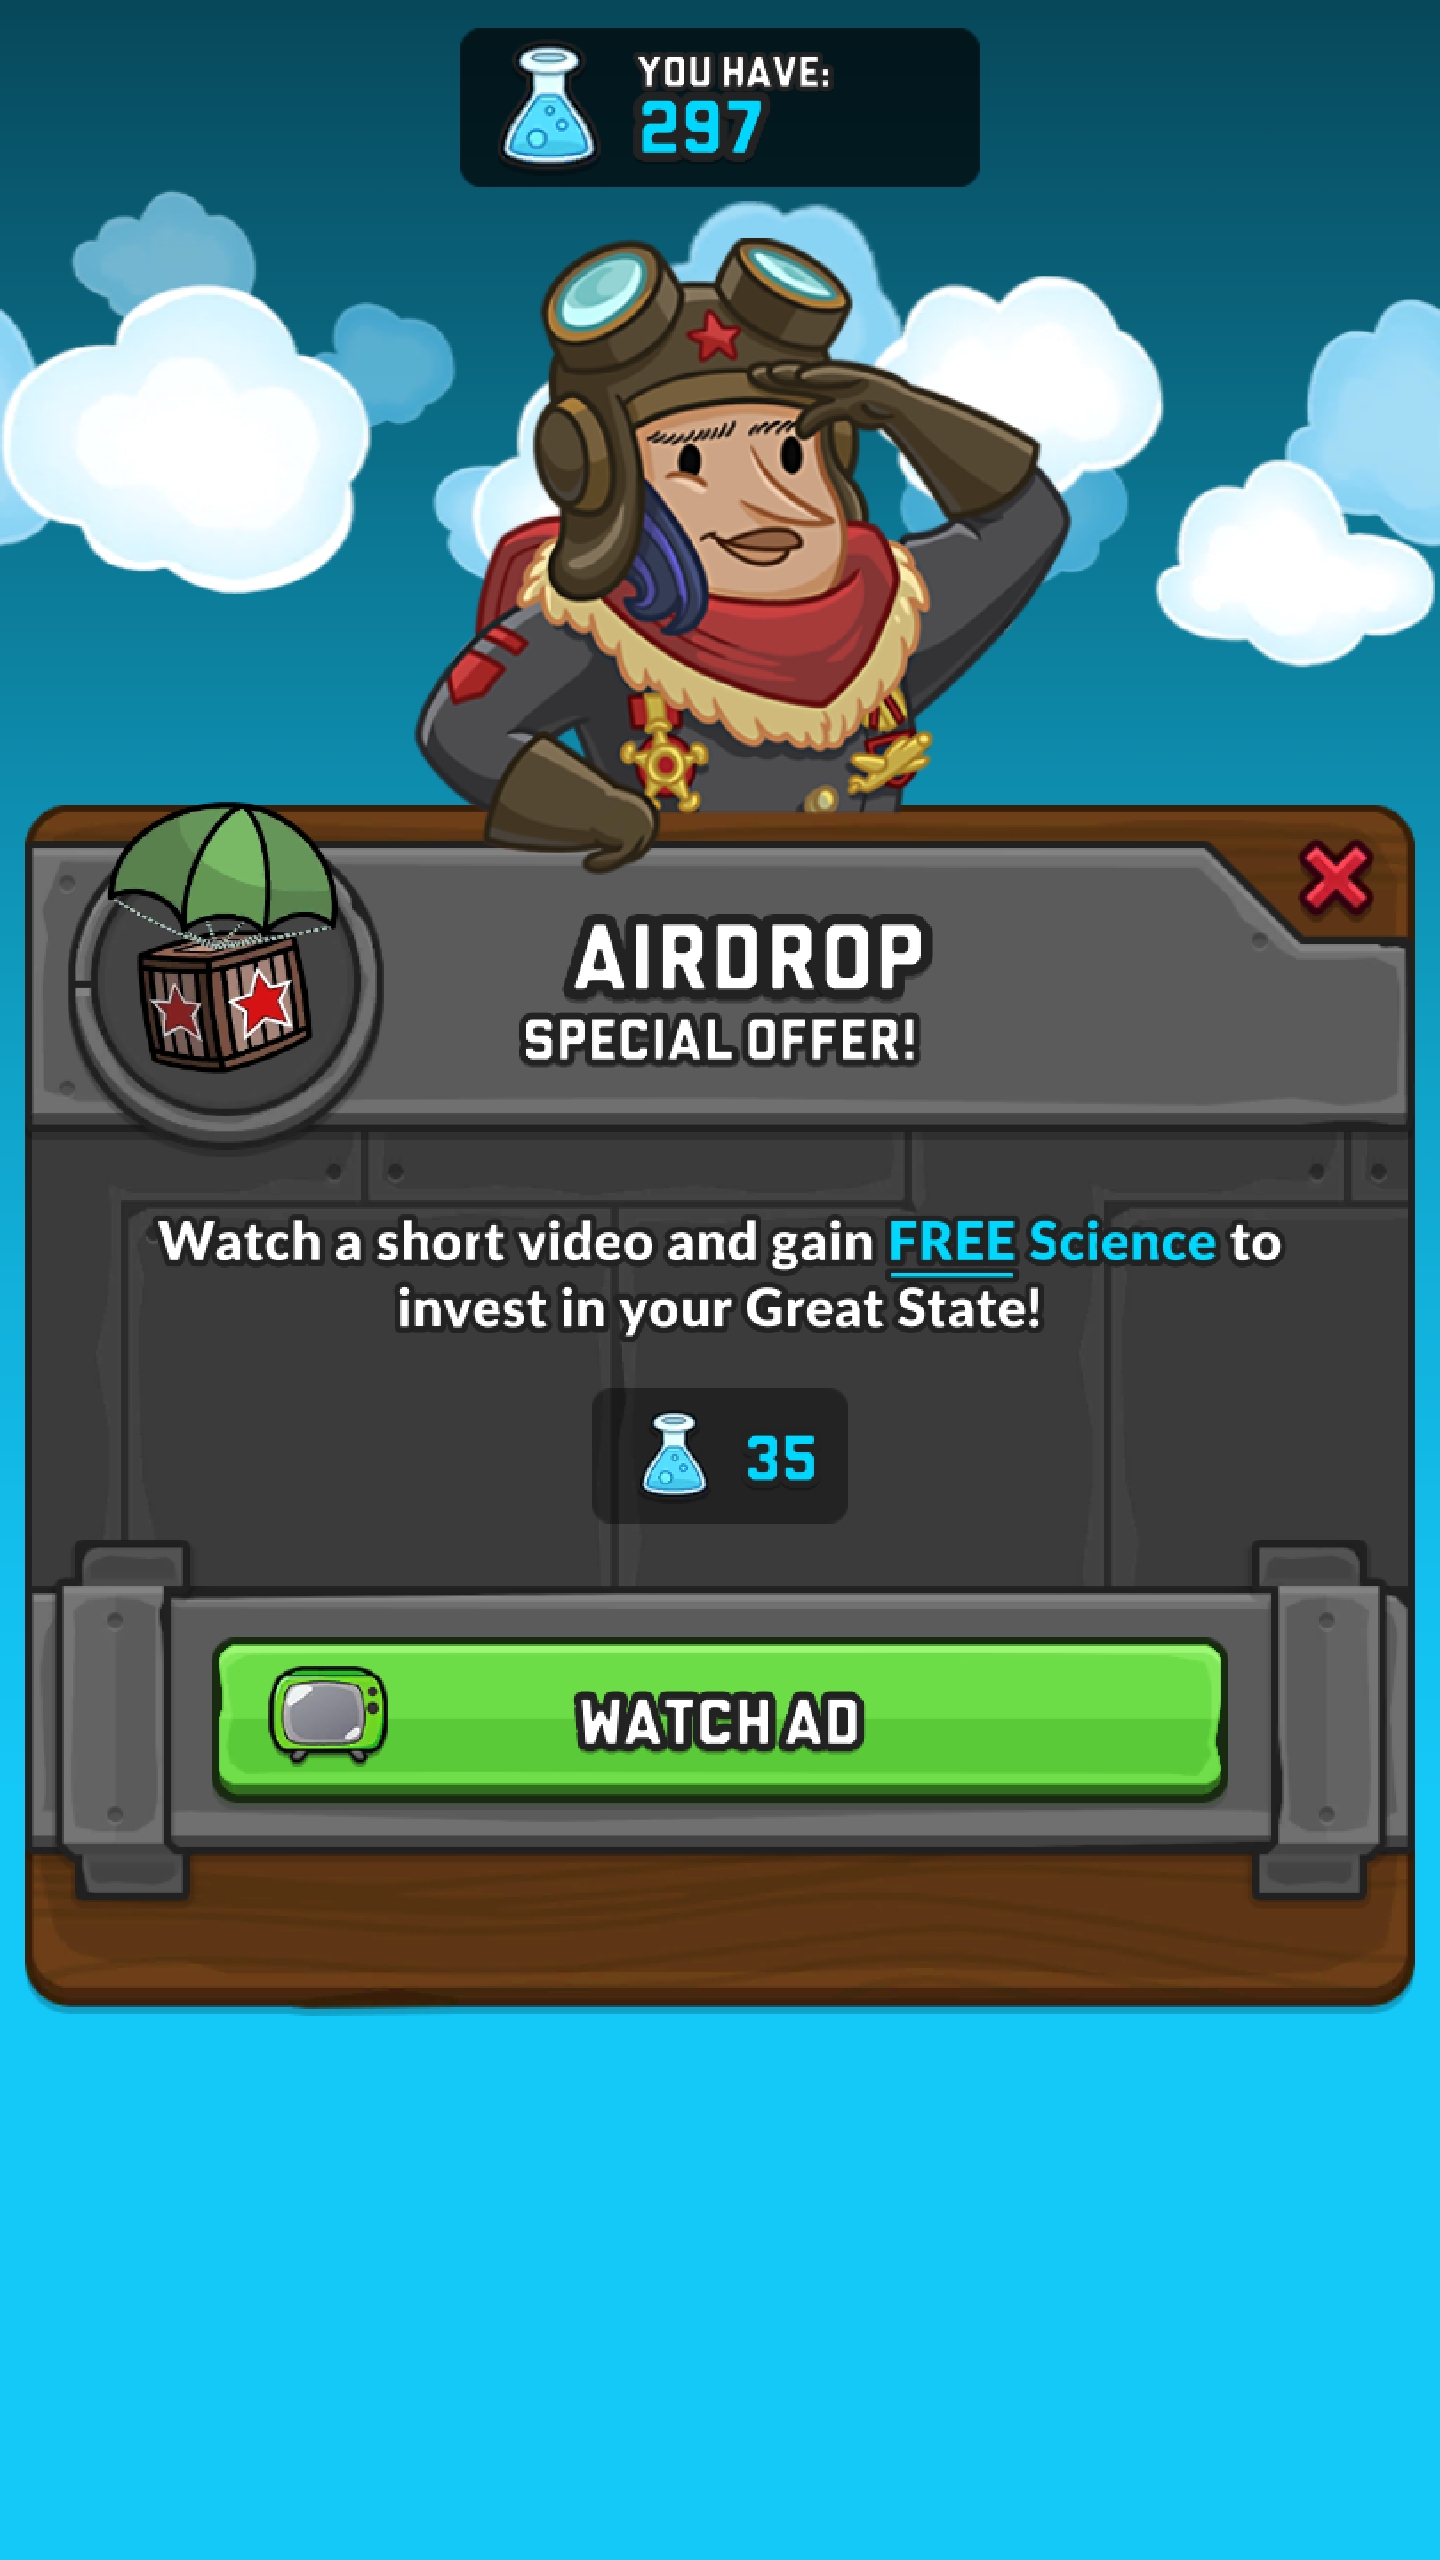 YOU HAVE:
297
AIRDROP
SPECIAL OFFER!
Watch a short video and gain FREE Science to
invest in your Great State!
35
WATCH AD